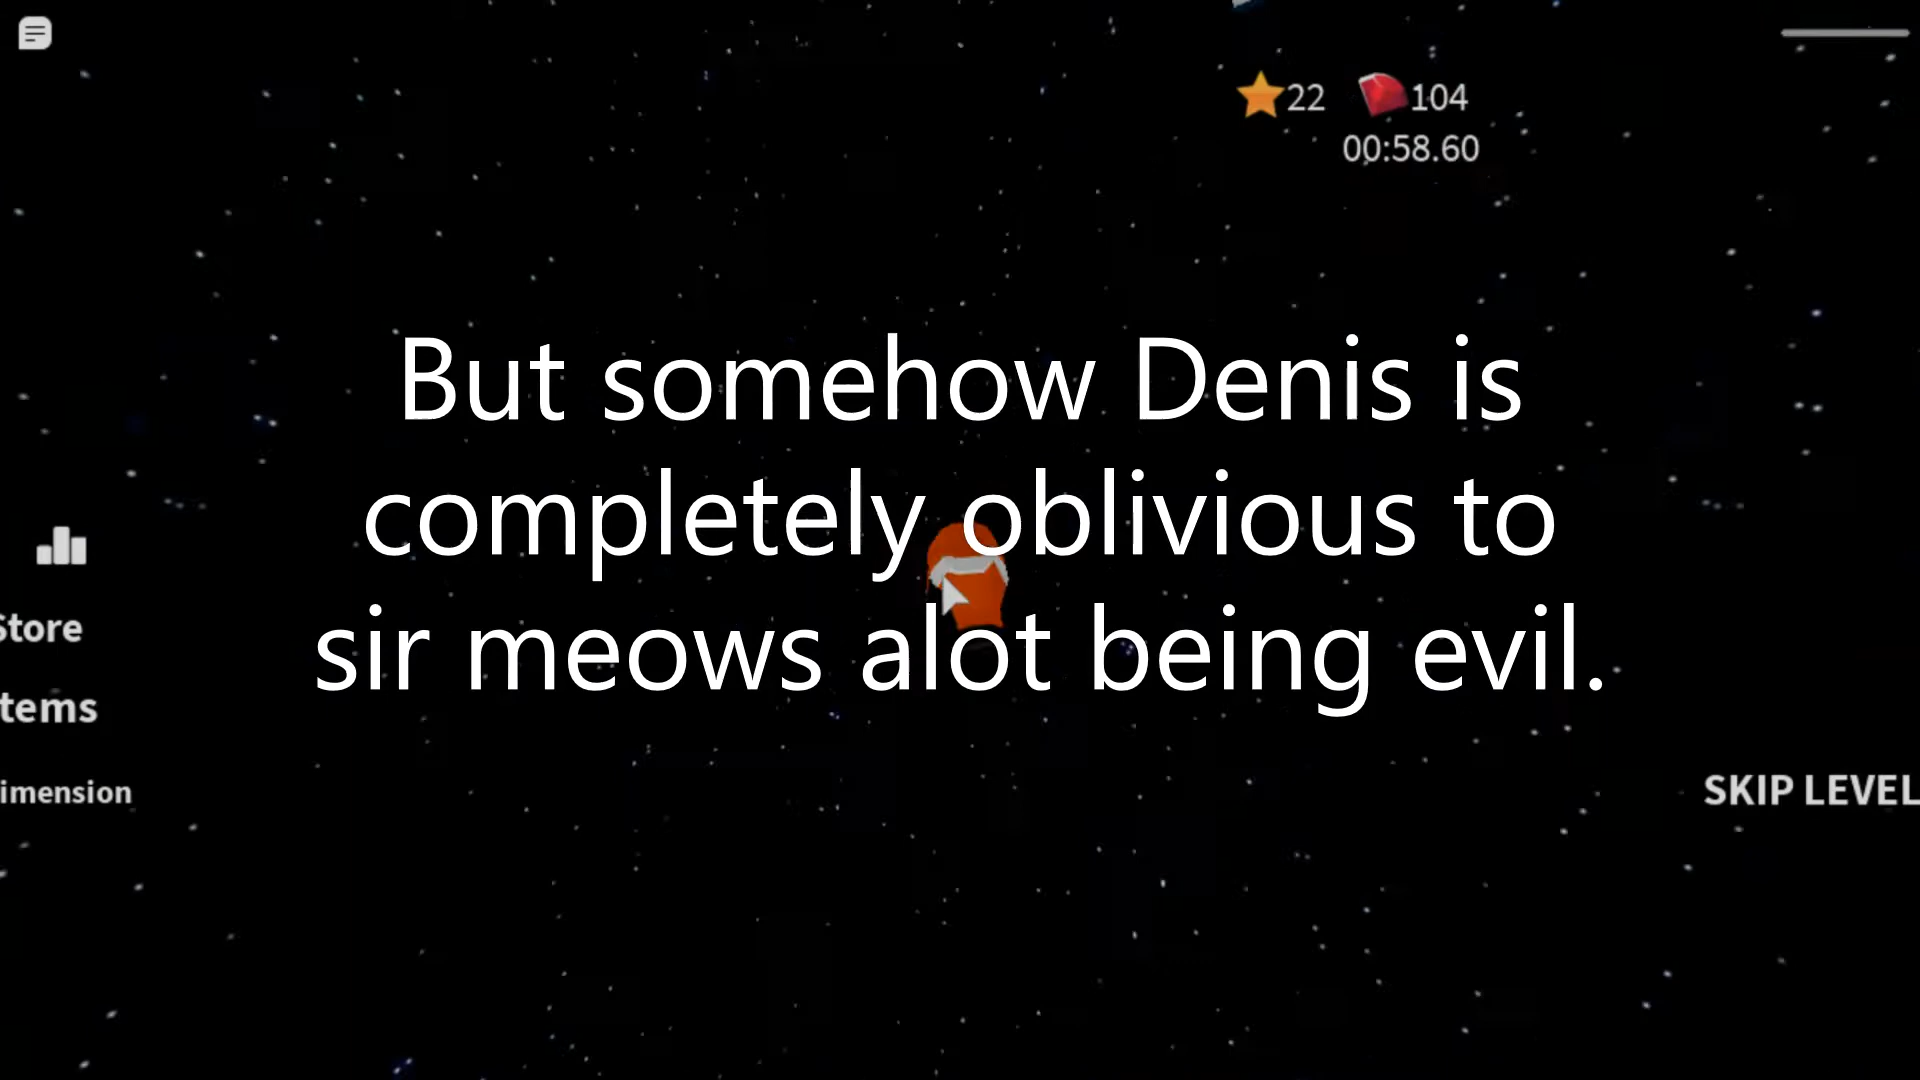 22 104
00:58.60
But somehow Denis is
completely oblivious to
sir meows alot being evil.
Store
tems
imension
SKIP LEVEL